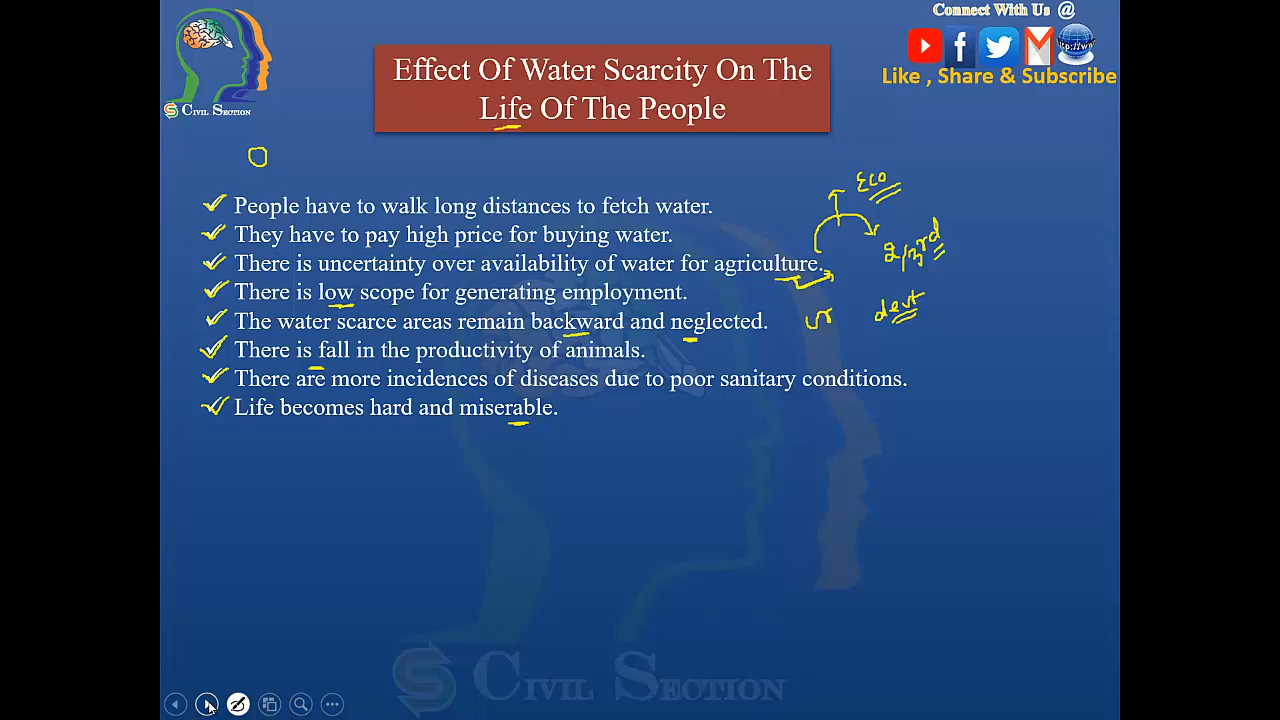 Connect With Us @
Like , Share & Subscribe
CIVIL SECTION
Effect Of Water Scarcity On The
Life Of The People
Eco
2/3rd
People have to walk long distances to fetch water.
They have to pay high price for buying water.
There is uncertainty over availability of water for agriculture.
There is low scope for generating employment.
The water scarce areas remain backward and neglected.
There is fall in the productivity of animals.
There are more incidences of diseases due to poor sanitary conditions.
Life becomes hard and miserable.
CIVIL SECTION